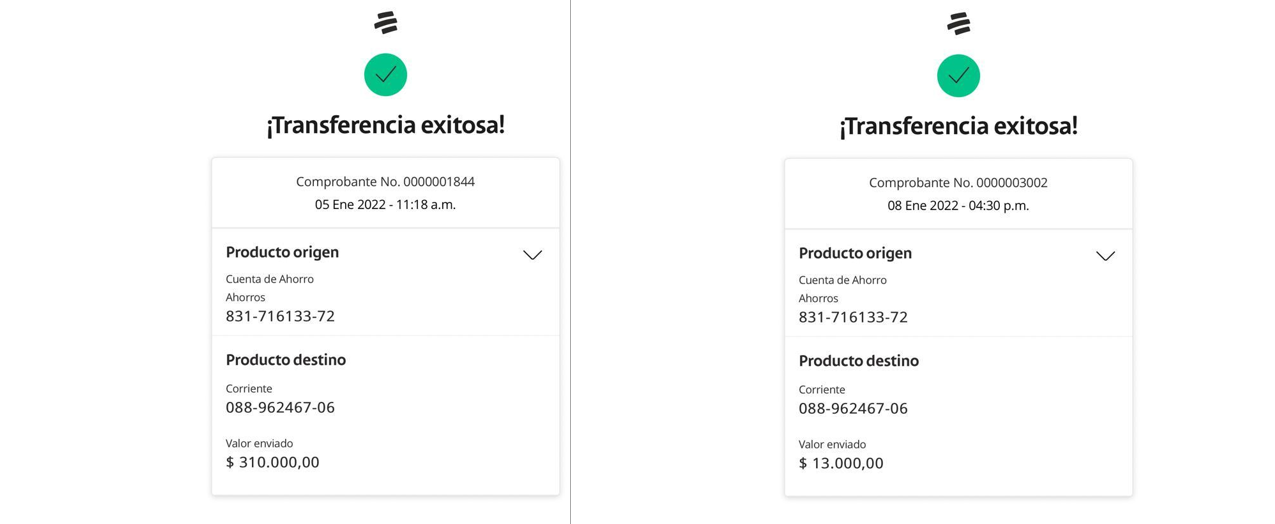 ¡Transferencia exitosa!
Comprobante No. 0000001844
05 Ene 2022 - 11:18 a.m.
Producto origen
Cuenta de Ahorro
Ahorros
831-716133-72
Producto destino
Corriente
088-962467-06
Valor enviado
$ 310.000,00
¡Transferencia exitosa!
Comprobante No. 0000003002
08 Ene 2022 - 04:30 p.m.
Producto origen
Cuenta de Ahorro
Ahorros
831-716133-72
Producto destino
Corriente
088-962467-06
Valor enviado
$ 13.000,00